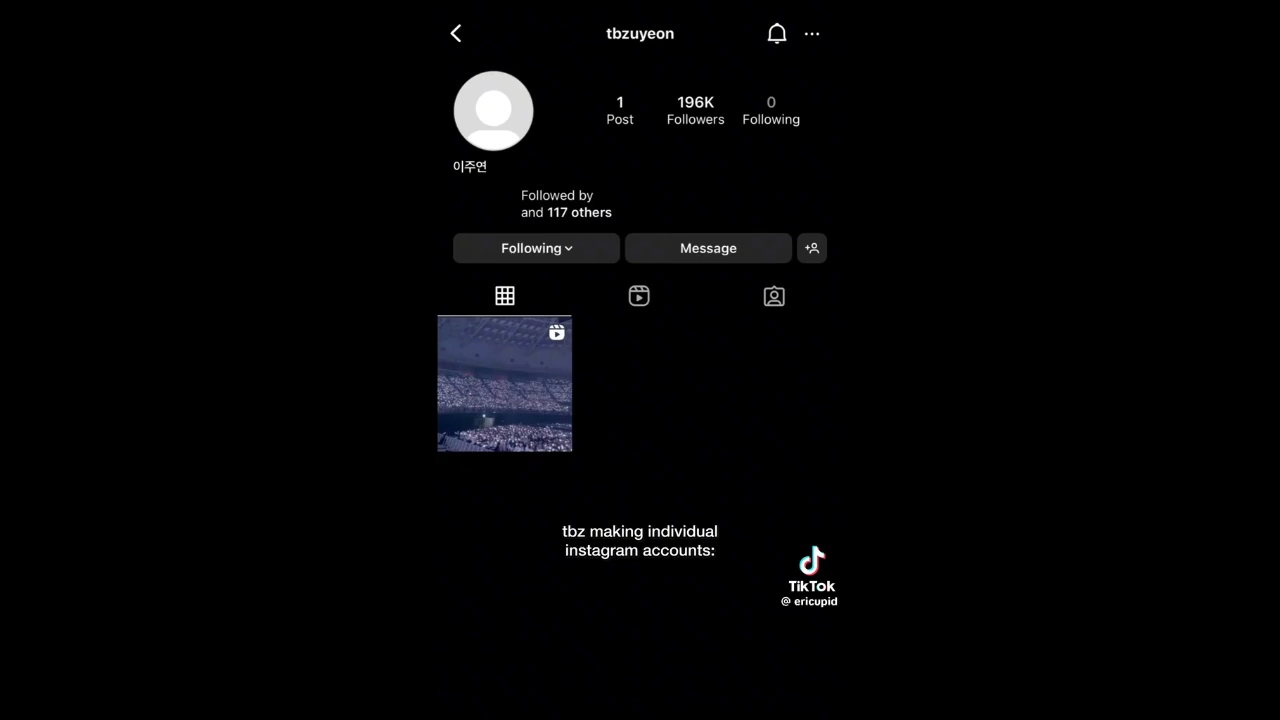 tbzuyeon
1 196K 0
Post Followers Following
이주연
Followed by
and 117 others
Following Message
tbz making individual
instagram accounts:
TikTok
@ ericupid